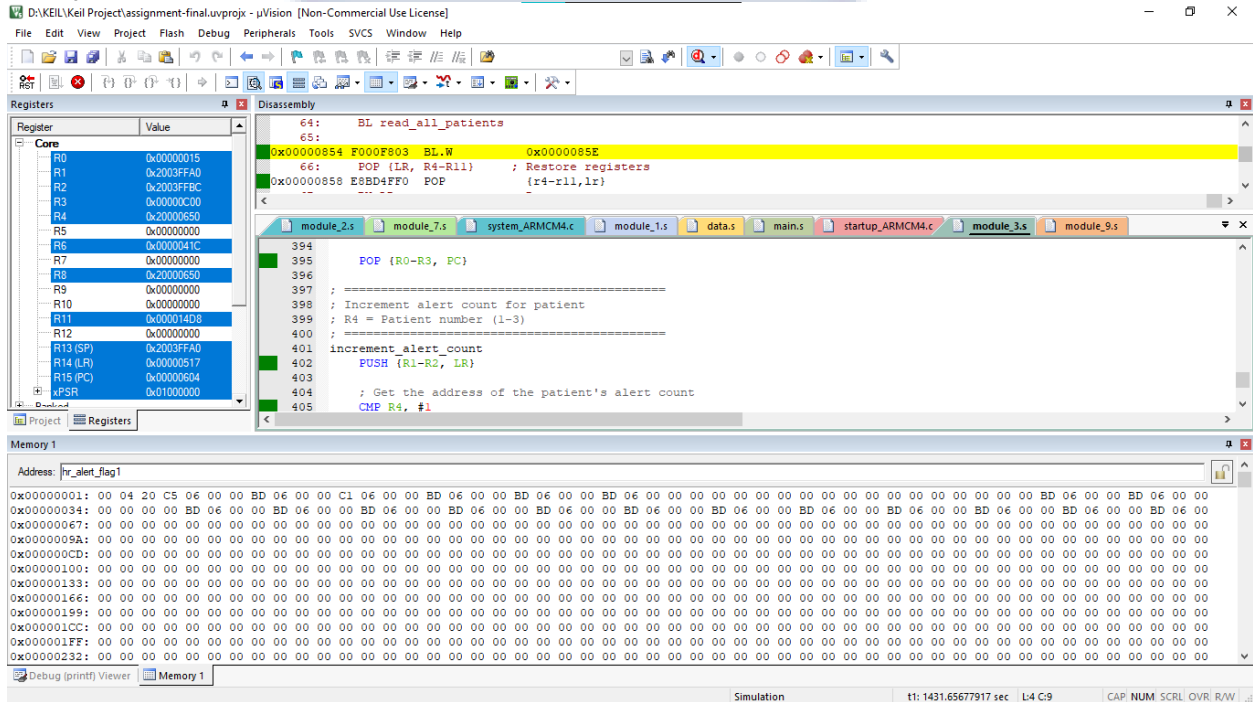 D:\KEIL\Keil Project\assignment-final.uvprojx - µVision [Non-Commercial Use License]
File Edit View Project Flash Debug Peripherals Tools SVCS Window Help
RST
Registers
Register Value
Core
R0 0x00000015
R1 0x2003FFA0
R2 0x2003FFBC
R3 0x00000C00
R4 0x20000650
R5 0x00000000
R6 0x0000041C
R7 0x00000000
R8 0x20000650
R9 0x00000000
R10 0x00000000
R11 0x000014D8
R12 0x00000000
R13 (SP) 0x2003FFA0
R14 (LR) 0x00000517
R15 (PC) 0x00000604
xPSR 0x01000000
Project Registers
Disassembly
64: BL read_all_patients
65:
0x00000854 F000F803 BL.W 0x0000085E
66: POP {LR, R4-R11} ; Restore registers
0x00000858 E8BD4FF0 POP {r4-r11,lr}
module_2.s module_7.s system_ARMCM4.c module_1.s data.s main.s startup_ARMCM4.c module_3.s module_9.s
394
395 POP {R0-R3, PC}
396
397 ; ============================================
398 ; Increment alert count for patient
399 ; R4 = Patient number (1-3)
400 ; ============================================
401 increment_alert_count
402 PUSH {R1-R2, LR}
403
404 ; Get the address of the patient's alert count
405 CMP R4, #1
Memory 1
Address: hr_alert_flag1
0x00000001: 00 04 20 C5 06 00 00 BD 06 00 00 C1 06 00 00 BD 06 00 00 BD 06 00 00 BD 06 00 00 00 00 00 00 00 00 00 00 00 00 00 00 00 00 00 00 BD 06 00 00 BD 06 00 00
0x00000034: 00 00 00 00 BD 06 00 00 BD 06 00 00 BD 06 00 00 BD 06 00 00 BD 06 00 00 BD 06 00 00 BD 06 00 00 BD 06 00 00 BD 06 00 00 BD 06 00 00 BD 06 00 00 BD 06 00
0x00000067: 00 00 00 00 00 00 00 00 00 00 00 00 00 00 00 00 00 00 00 00 00 00 00 00 00 00 00 00 00 00 00 00 00 00 00 00 00 00 00 00 00 00 00 00 00 00 00 00 00 00 00
0x0000009A: 00 00 00 00 00 00 00 00 00 00 00 00 00 00 00 00 00 00 00 00 00 00 00 00 00 00 00 00 00 00 00 00 00 00 00 00 00 00 00 00 00 00 00 00 00 00 00 00 00 00 00
0x000000CD: 00 00 00 00 00 00 00 00 00 00 00 00 00 00 00 00 00 00 00 00 00 00 00 00 00 00 00 00 00 00 00 00 00 00 00 00 00 00 00 00 00 00 00 00 00 00 00 00 00 00 00
0x00000100: 00 00 00 00 00 00 00 00 00 00 00 00 00 00 00 00 00 00 00 00 00 00 00 00 00 00 00 00 00 00 00 00 00 00 00 00 00 00 00 00 00 00 00 00 00 00 00 00 00 00 00
0x00000133: 00 00 00 00 00 00 00 00 00 00 00 00 00 00 00 00 00 00 00 00 00 00 00 00 00 00 00 00 00 00 00 00 00 00 00 00 00 00 00 00 00 00 00 00 00 00 00 00 00 00 00
0x00000166: 00 00 00 00 00 00 00 00 00 00 00 00 00 00 00 00 00 00 00 00 00 00 00 00 00 00 00 00 00 00 00 00 00 00 00 00 00 00 00 00 00 00 00 00 00 00 00 00 00 00 00
0x00000199: 00 00 00 00 00 00 00 00 00 00 00 00 00 00 00 00 00 00 00 00 00 00 00 00 00 00 00 00 00 00 00 00 00 00 00 00 00 00 00 00 00 00 00 00 00 00 00 00 00 00 00
0x000001CC: 00 00 00 00 00 00 00 00 00 00 00 00 00 00 00 00 00 00 00 00 00 00 00 00 00 00 00 00 00 00 00 00 00 00 00 00 00 00 00 00 00 00 00 00 00 00 00 00 00 00 00
0x000001FF: 00 00 00 00 00 00 00 00 00 00 00 00 00 00 00 00 00 00 00 00 00 00 00 00 00 00 00 00 00 00 00 00 00 00 00 00 00 00 00 00 00 00 00 00 00 00 00 00 00 00 00
0x00000232: 00 00 00 00 00 00 00 00 00 00 00 00 00 00 00 00 00 00 00 00 00 00 00 00 00 00 00 00 00 00 00 00 00 00 00 00 00 00 00 00 00 00 00 00 00 00 00 00 00 00 00
Debug (printf) Viewer Memory 1
Simulation t1: 1431.65677917 sec L:4 C:9 CAP NUM SCRL OVR R/W